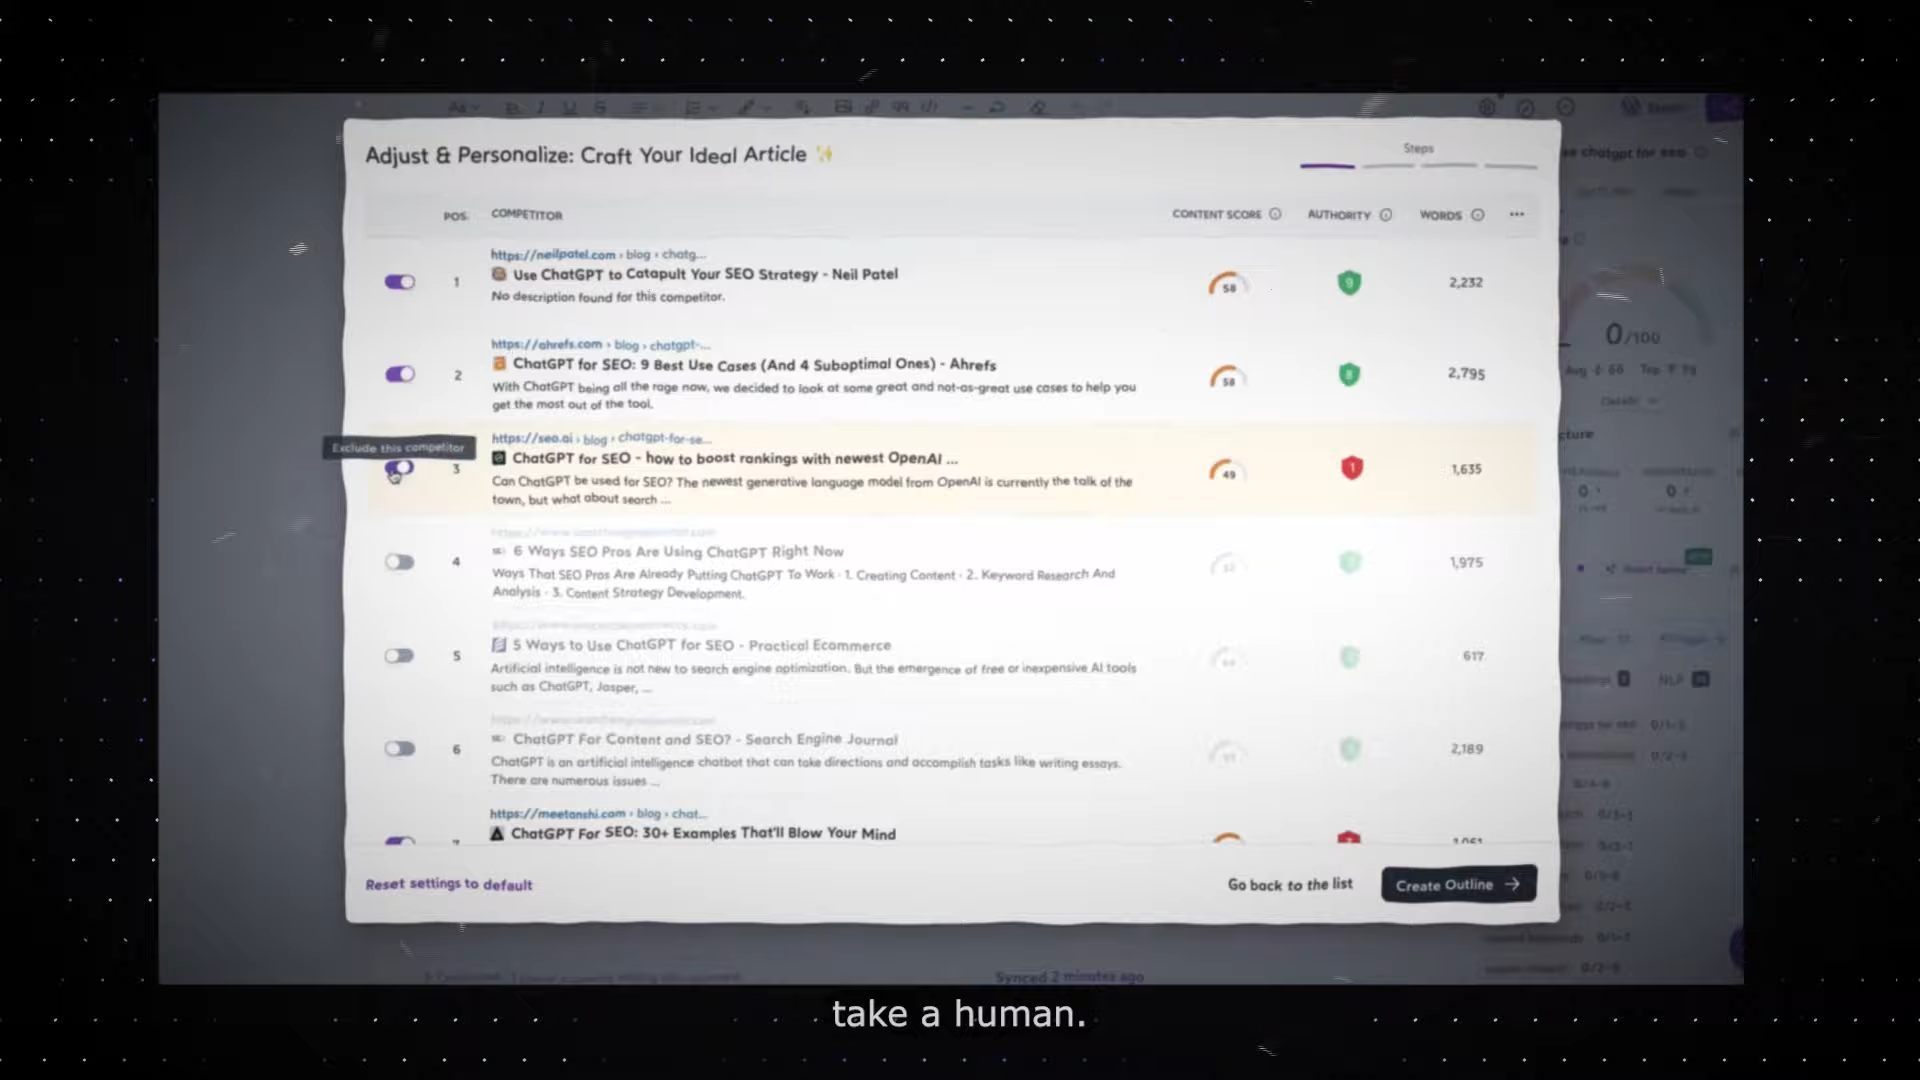 Adjust & Personalize: Craft Your Ideal Article ✨
Steps
POS. COMPETITOR CONTENT SCORE AUTHORITY WORDS
https://neilpatel.com › blog › chatg...
1 Use ChatGPT to Catapult Your SEO Strategy - Neil Patel 58 9 2,232
No description found for this competitor.
https://ahrefs.com › blog › chatgpt-...
2 ChatGPT for SEO: 9 Best Use Cases (And 4 Suboptimal Ones) - Ahrefs 58 8 2,795
With ChatGPT being all the rage now, we decided to look at some great and not-as-great use cases to help you
get the most out of the tool.
Exclude this competitor
https://seo.ai › blog › chatgpt-for-se...
3 ChatGPT for SEO - how to boost rankings with newest OpenAI ... 49 1 1,635
Can ChatGPT be used for SEO? The newest generative language model from OpenAI is currently the talk of the
town, but what about search ...
4 6 Ways SEO Pros Are Using ChatGPT Right Now 1,975
Ways That SEO Pros Are Already Putting ChatGPT To Work · 1. Creating Content · 2. Keyword Research And
Analysis · 3. Content Strategy Development.
5 5 Ways to Use ChatGPT for SEO - Practical Ecommerce 617
Artificial intelligence is not new to search engine optimization. But the emergence of free or inexpensive AI tools
such as ChatGPT, Jasper, ...
6 ChatGPT For Content and SEO? - Search Engine Journal 2,189
ChatGPT is an artificial intelligence chatbot that can take directions and accomplish tasks like writing essays.
There are numerous issues ...
https://meetanshi.com › blog › chat...
ChatGPT For SEO: 30+ Examples That'll Blow Your Mind
Reset settings to default
Go back to the list
Create Outline →
chatgpt for seo
0/100
NLP
Synced 2 minutes ago
take a human.